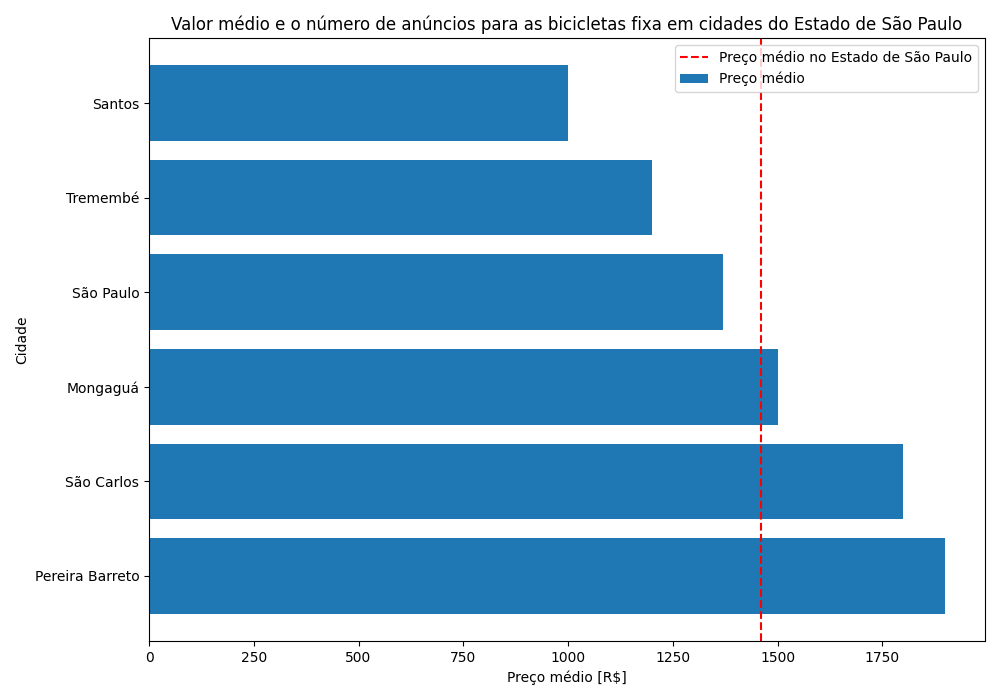 Valor médio e o número de anúncios para as bicicletas fixa em cidades do Estado de São Paulo
Preço médio no Estado de São Paulo
Preço médio
Cidade
Santos
Tremembé
São Paulo
Mongaguá
São Carlos
Pereira Barreto
0 250 500 750 1000 1250 1500 1750
Preço médio [R$]